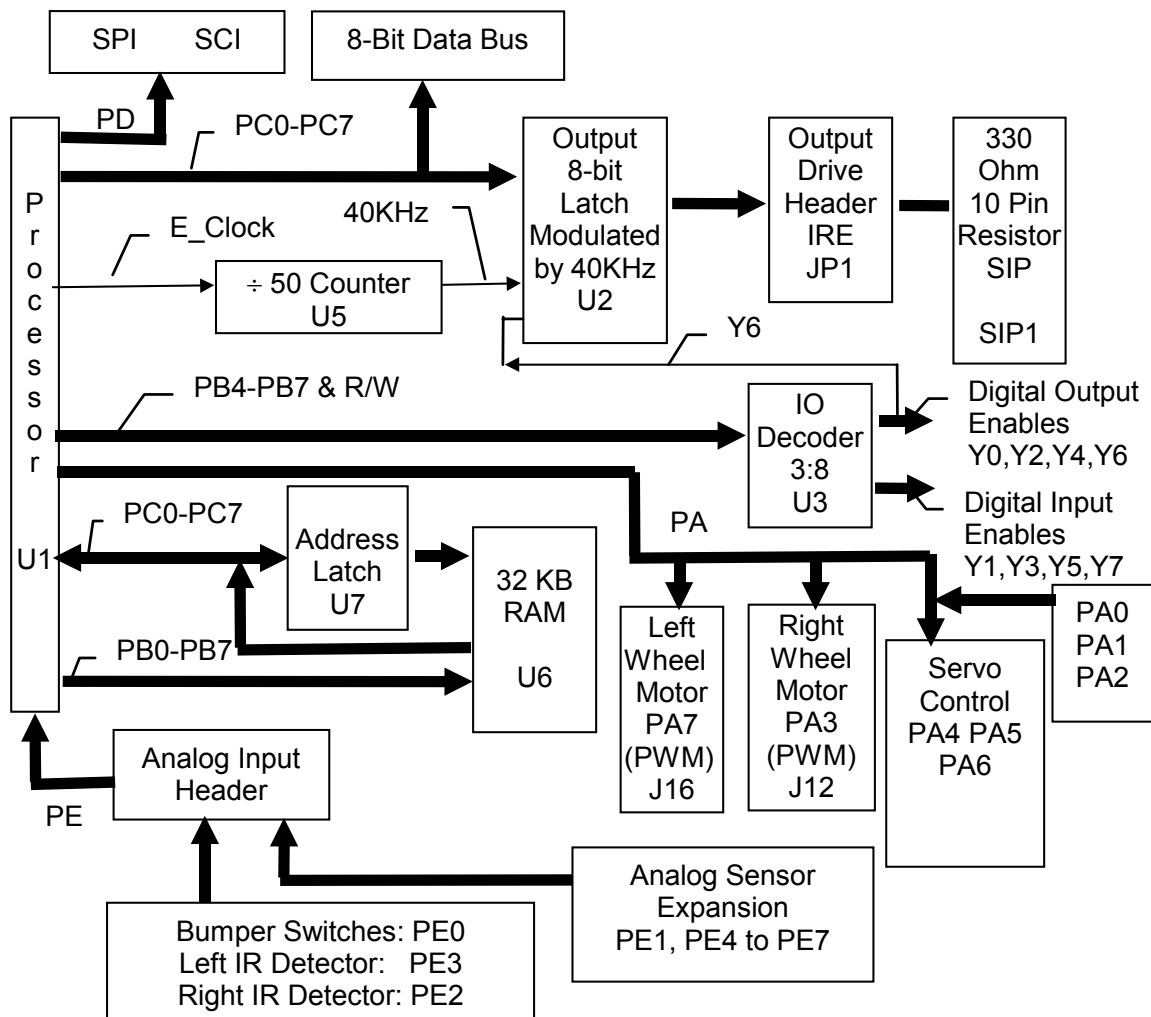 SPI SCI
8-Bit Data Bus
PD
PC0-PC7
Processor
U1
E_Clock
40KHz
÷ 50 Counter
U5
Output
8-bit
Latch
Modulated
by 40KHz
U2
Output
Drive
Header
IRE
JP1
330
Ohm
10 Pin
Resistor
SIP
SIP1
Y6
PB4-PB7 & R/W
IO
Decoder
3:8
U3
Digital Output
Enables
Y0,Y2,Y4,Y6
Digital Input
Enables
Y1,Y3,Y5,Y7
PC0-PC7
Address
Latch
U7
32 KB
RAM
U6
PB0-PB7
PA
Left
Wheel
Motor
PA7
(PWM)
J16
Right
Wheel
Motor
PA3
(PWM)
J12
Servo
Control
PA4 PA5
PA6
PA0
PA1
PA2
Analog Input
Header
PE
Analog Sensor
Expansion
PE1, PE4 to PE7
Bumper Switches: PE0
Left IR Detector: PE3
Right IR Detector: PE2